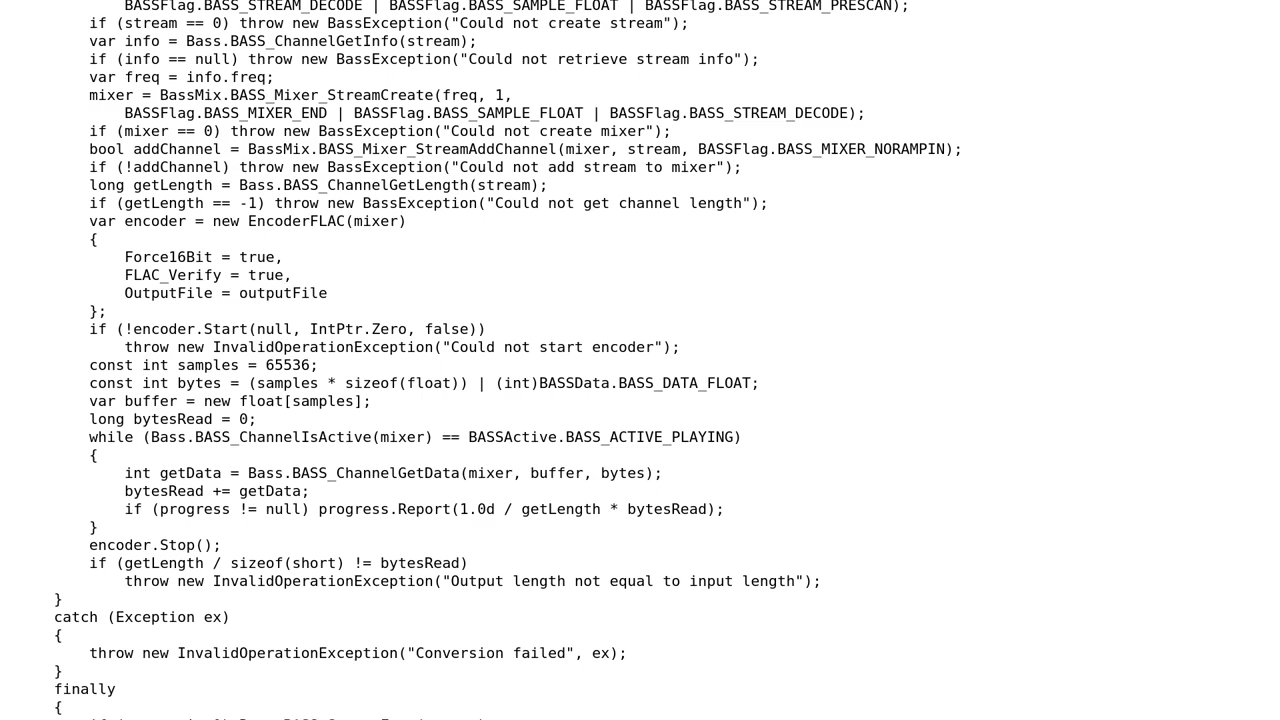 BASSFlag.BASS_STREAM_DECODE | BASSFlag.BASS_SAMPLE_FLOAT | BASSFlag.BASS_STREAM_PRESCAN);
if (stream == 0) throw new BassException("Could not create stream");
var info = Bass.BASS_ChannelGetInfo(stream);
if (info == null) throw new BassException("Could not retrieve stream info");
var freq = info.freq;
mixer = BassMix.BASS_Mixer_StreamCreate(freq, 1,
BASSFlag.BASS_MIXER_END | BASSFlag.BASS_SAMPLE_FLOAT | BASSFlag.BASS_STREAM_DECODE);
if (mixer == 0) throw new BassException("Could not create mixer");
bool addChannel = BassMix.BASS_Mixer_StreamAddChannel(mixer, stream, BASSFlag.BASS_MIXER_NORAMPIN);
if (!addChannel) throw new BassException("Could not add stream to mixer");
long getLength = Bass.BASS_ChannelGetLength(stream);
if (getLength == -1) throw new BassException("Could not get channel length");
var encoder = new EncoderFLAC(mixer)
{
Force16Bit = true,
FLAC_Verify = true,
OutputFile = outputFile
};
if (!encoder.Start(null, IntPtr.Zero, false))
throw new InvalidOperationException("Could not start encoder");
const int samples = 65536;
const int bytes = (samples * sizeof(float)) | (int)BASSData.BASS_DATA_FLOAT;
var buffer = new float[samples];
long bytesRead = 0;
while (Bass.BASS_ChannelIsActive(mixer) == BASSActive.BASS_ACTIVE_PLAYING)
{
int getData = Bass.BASS_ChannelGetData(mixer, buffer, bytes);
bytesRead += getData;
if (progress != null) progress.Report(1.0d / getLength * bytesRead);
}
encoder.Stop();
if (getLength / sizeof(short) != bytesRead)
throw new InvalidOperationException("Output length not equal to input length");
}
catch (Exception ex)
{
throw new InvalidOperationException("Conversion failed", ex);
}
finally
{